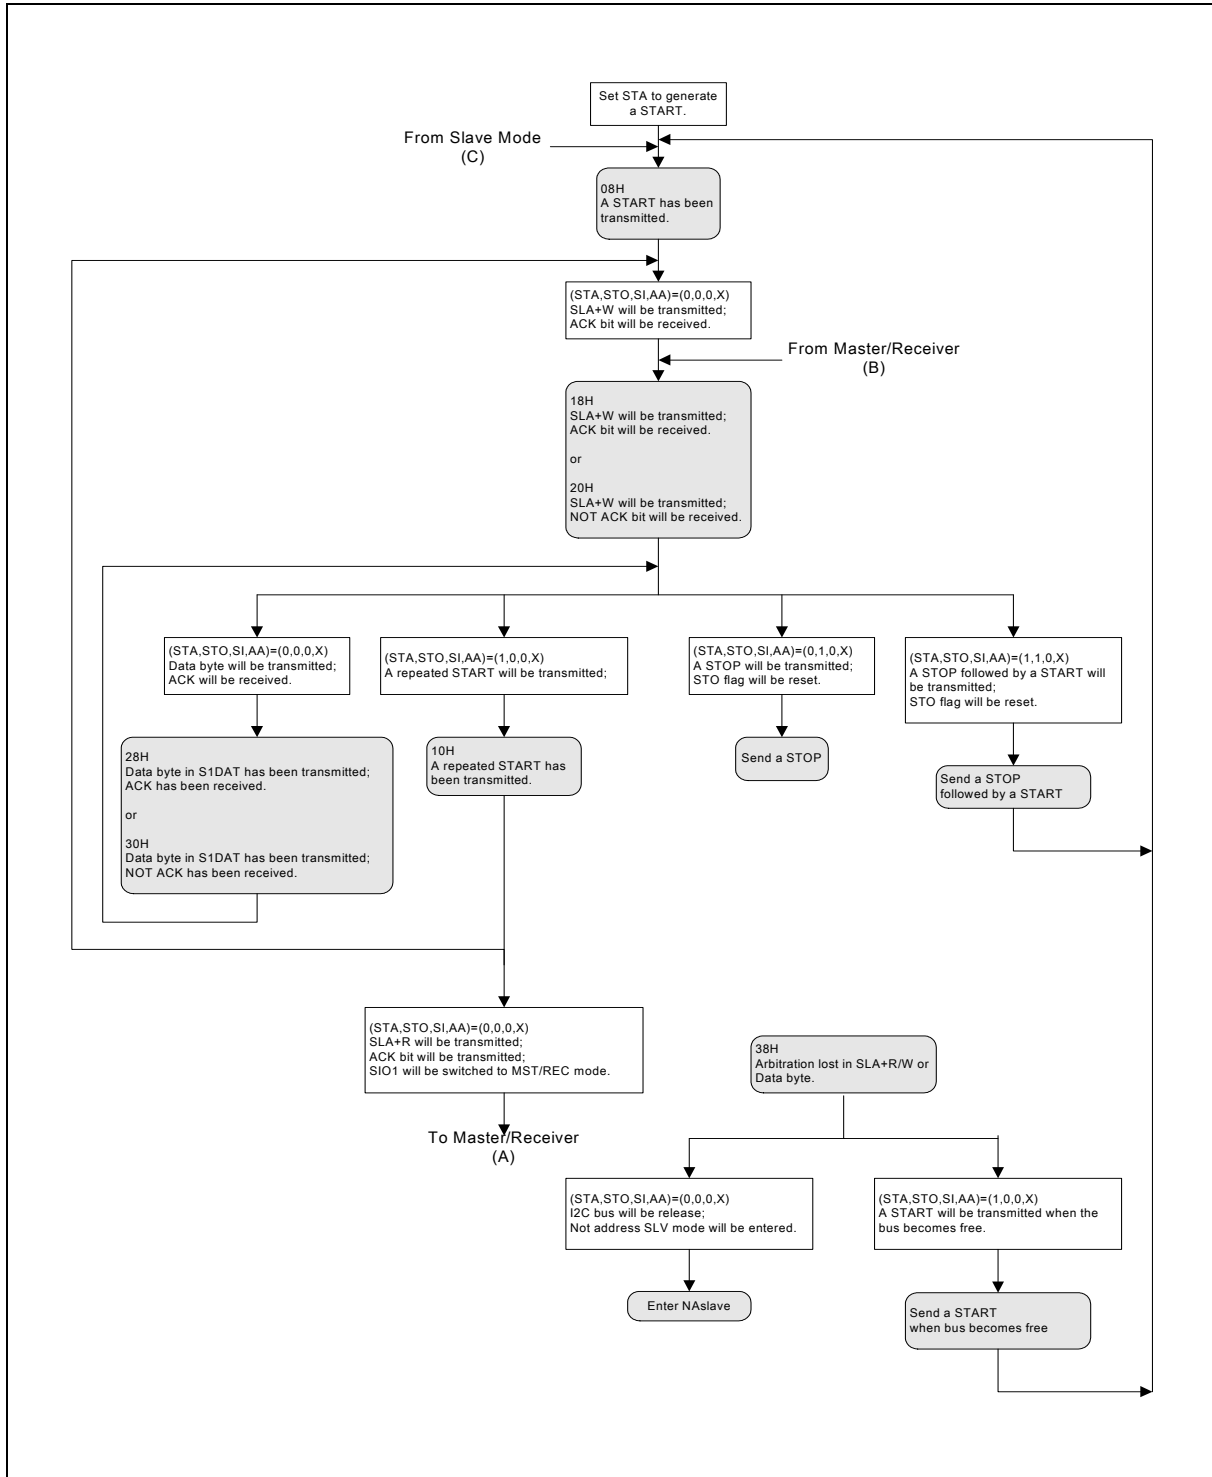 Set STA to generate
a START.
From Slave Mode
(C)
08H
A START has been
transmitted.
(STA,STO,SI,AA)=(0,0,0,X)
SLA+W will be transmitted;
ACK bit will be received.
From Master/Receiver
(B)
18H
SLA+W will be transmitted;
ACK bit will be received.
or
20H
SLA+W will be transmitted;
NOT ACK bit will be received.
(STA,STO,SI,AA)=(0,0,0,X)
Data byte will be transmitted;
ACK will be received.
(STA,STO,SI,AA)=(1,0,0,X)
A repeated START will be transmitted;
(STA,STO,SI,AA)=(0,1,0,X)
A STOP will be transmitted;
STO flag will be reset.
(STA,STO,SI,AA)=(1,1,0,X)
A STOP followed by a START will
be transmitted;
STO flag will be reset.
28H
Data byte in S1DAT has been transmitted;
ACK has been received.
or
30H
Data byte in S1DAT has been transmitted;
NOT ACK has been received.
10H
A repeated START has
been transmitted.
Send a STOP
Send a STOP
followed by a START
(STA,STO,SI,AA)=(0,0,0,X)
SLA+R will be transmitted;
ACK bit will be transmitted;
SIO1 will be switched to MST/REC mode.
To Master/Receiver
(A)
38H
Arbitration lost in SLA+R/W or
Data byte.
(STA,STO,SI,AA)=(0,0,0,X)
I2C bus will be release;
Not address SLV mode will be entered.
(STA,STO,SI,AA)=(1,0,0,X)
A START will be transmitted when the
bus becomes free.
Enter NAslave
Send a START
when bus becomes free